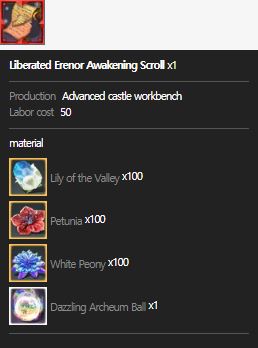 Liberated Erenor Awakening Scroll x1
Production Advanced castle workbench
Labor cost 50
material
Lily of the Valley x100
Petunia x100
White Peony x100
Dazzling Archeum Ball x1